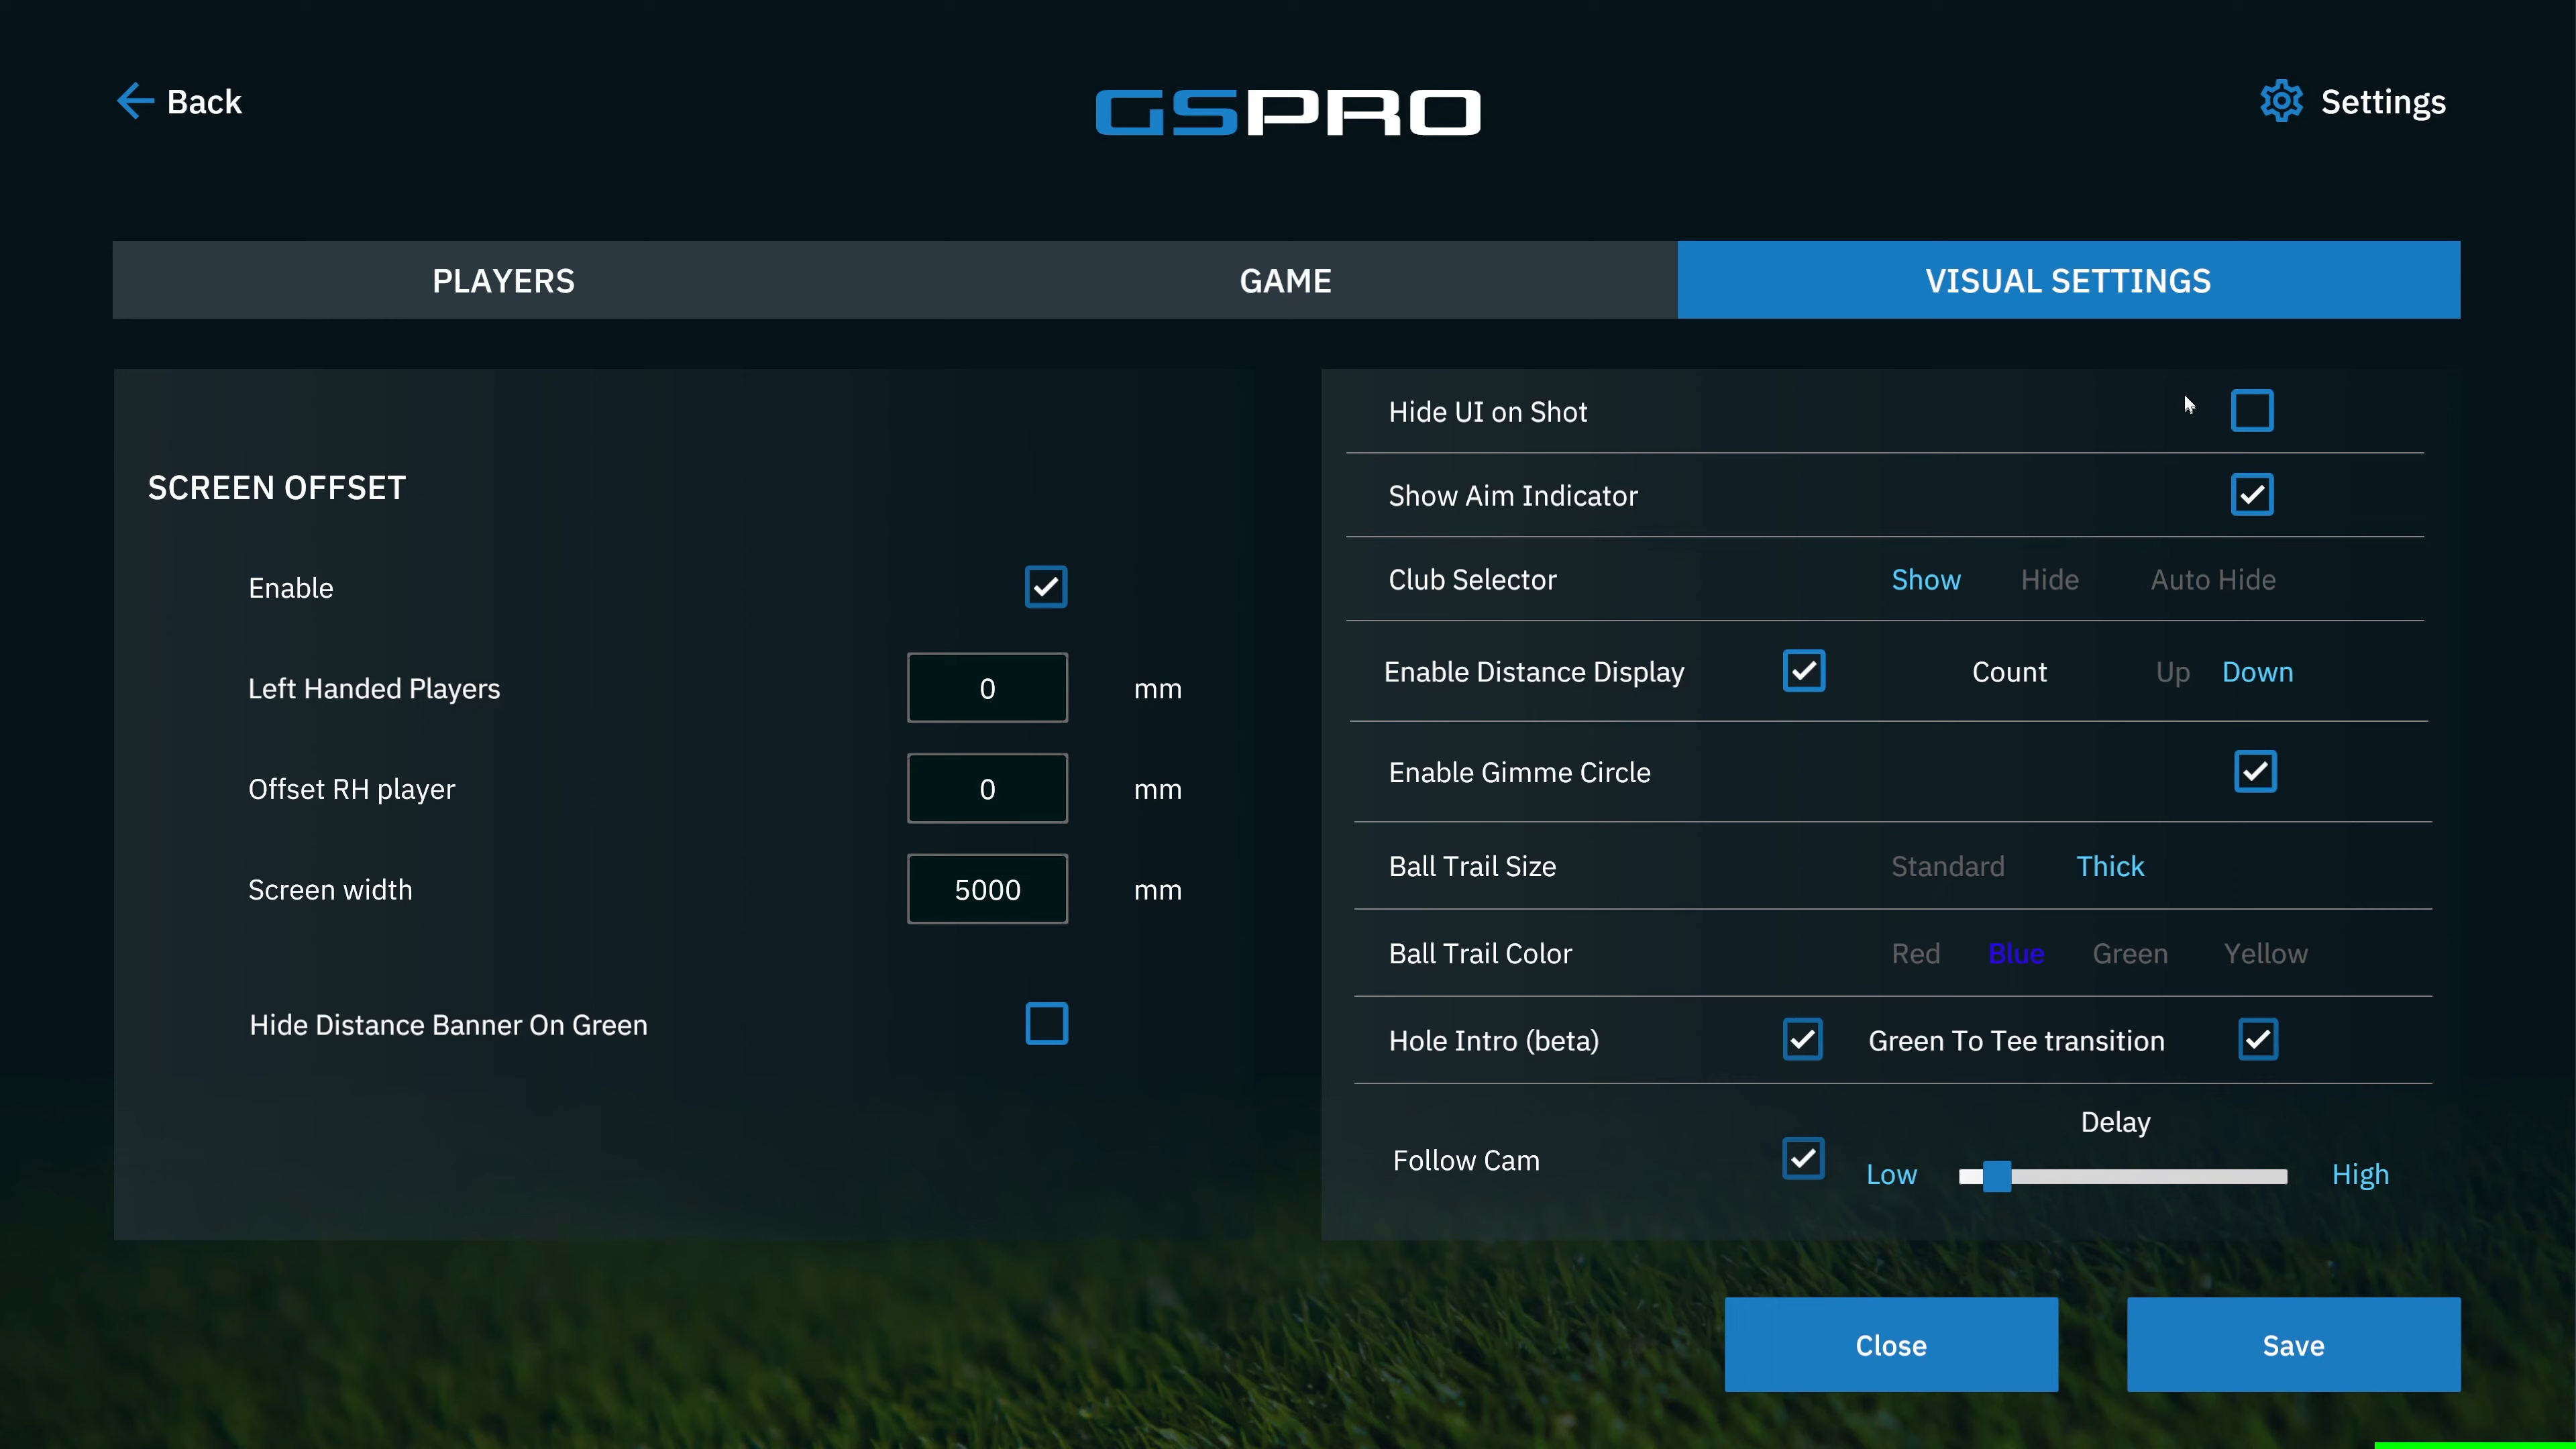 Back
GSPRO
Settings
PLAYERS GAME VISUAL SETTINGS
SCREEN OFFSET
Enable
Left Handed Players 0 mm
Offset RH player 0 mm
Screen width 5000 mm
Hide Distance Banner On Green
Hide UI on Shot
Show Aim Indicator
Club Selector Show Hide Auto Hide
Enable Distance Display Count Up Down
Enable Gimme Circle
Ball Trail Size Standard Thick
Ball Trail Color Red Blue Green Yellow
Hole Intro (beta) Green To Tee transition
Delay
Follow Cam Low High
Close Save